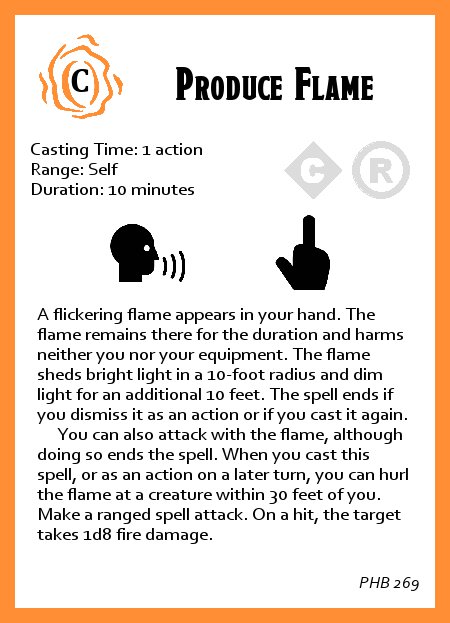 C
PRODUCE FLAME
Casting Time: 1 action
Range: Self
Duration: 10 minutes
C R
A flickering flame appears in your hand. The
flame remains there for the duration and harms
neither you nor your equipment. The flame
sheds bright light in a 10-foot radius and dim
light for an additional 10 feet. The spell ends if
you dismiss it as an action or if you cast it again.
You can also attack with the flame, although
doing so ends the spell. When you cast this
spell, or as an action on a later turn, you can hurl
the flame at a creature within 30 feet of you.
Make a ranged spell attack. On a hit, the target
takes 1d8 fire damage.
PHB 269